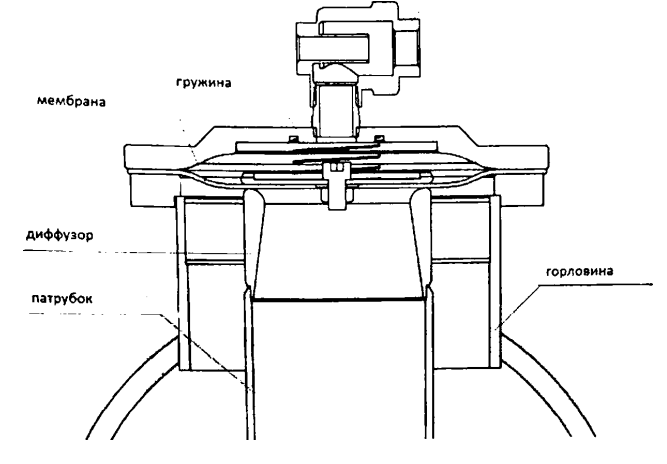 гружина
мембрана
диффузор
горловина
патрубок